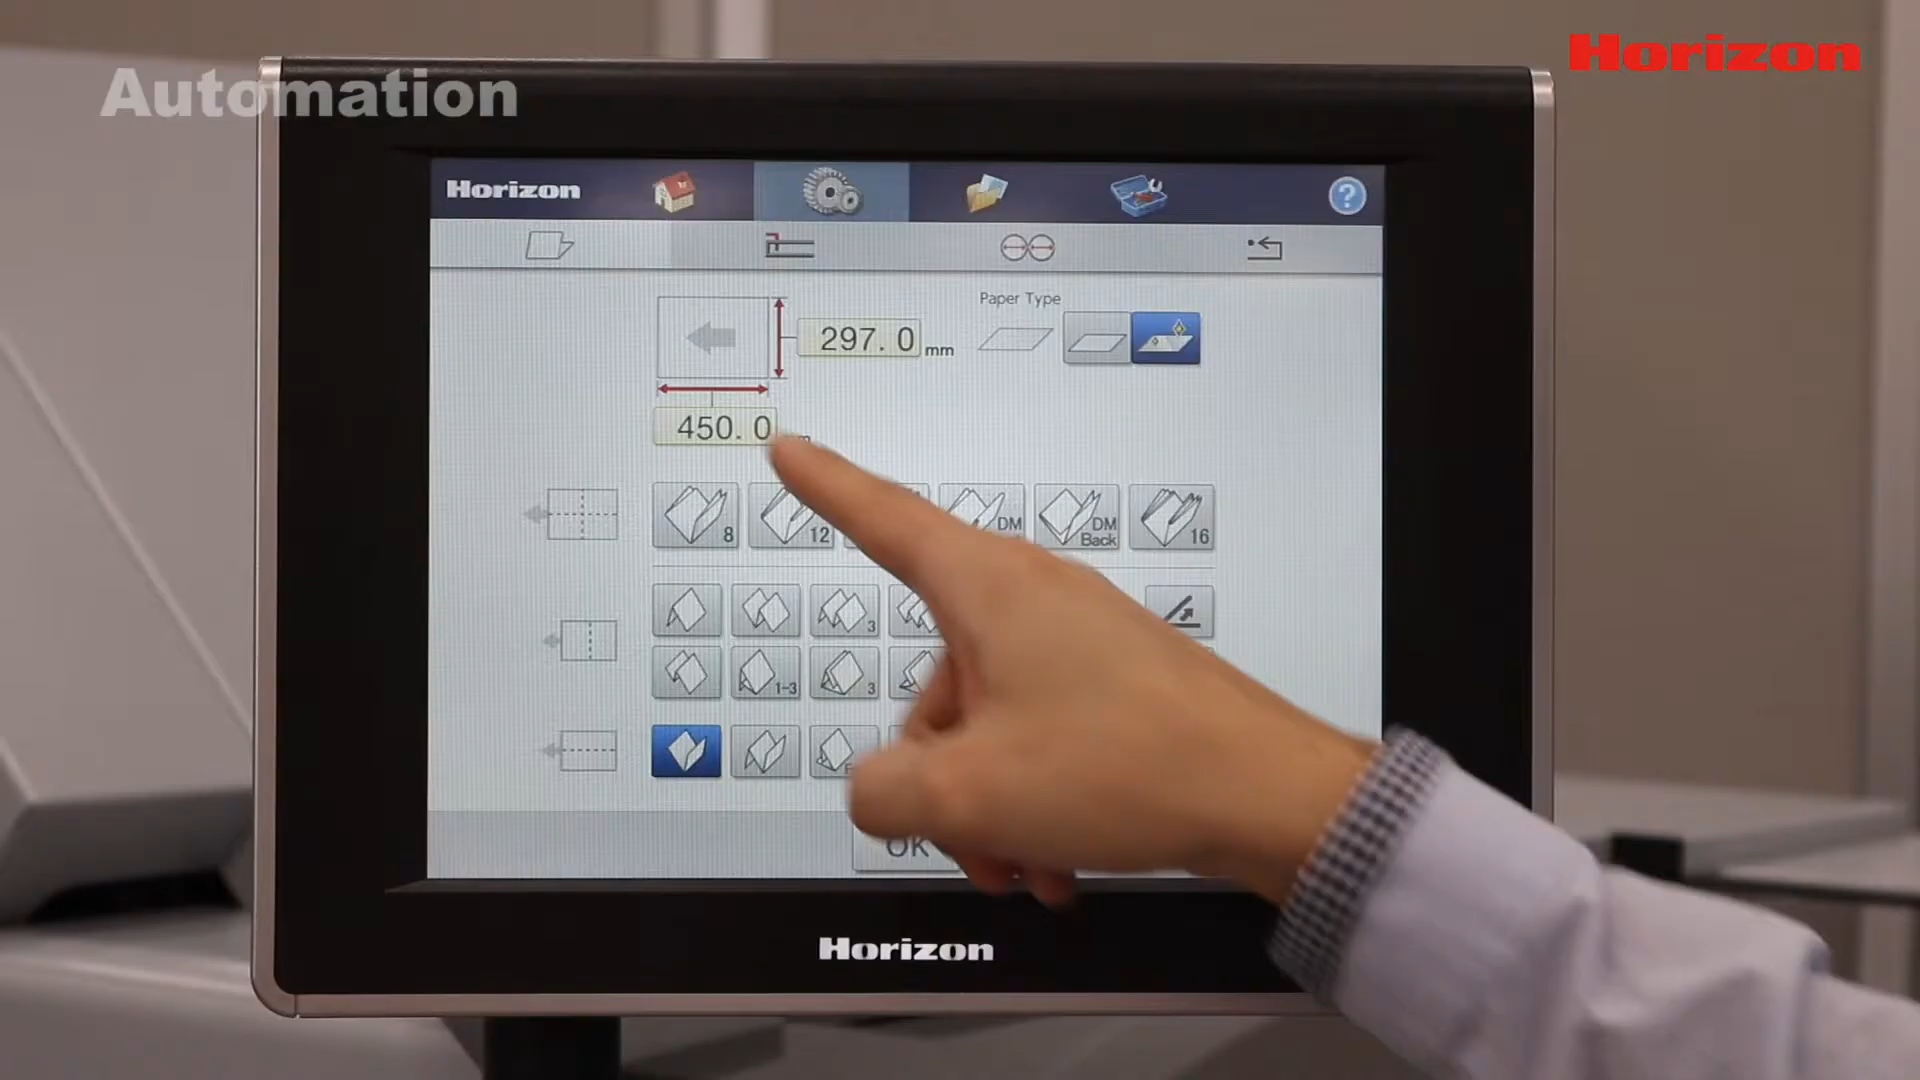 Automation
Horizon
Horizon
Paper Type
297. 0 mm
450. 0
8
12
DM
DM
Back
16
3
1-3
3
OK
Horizon